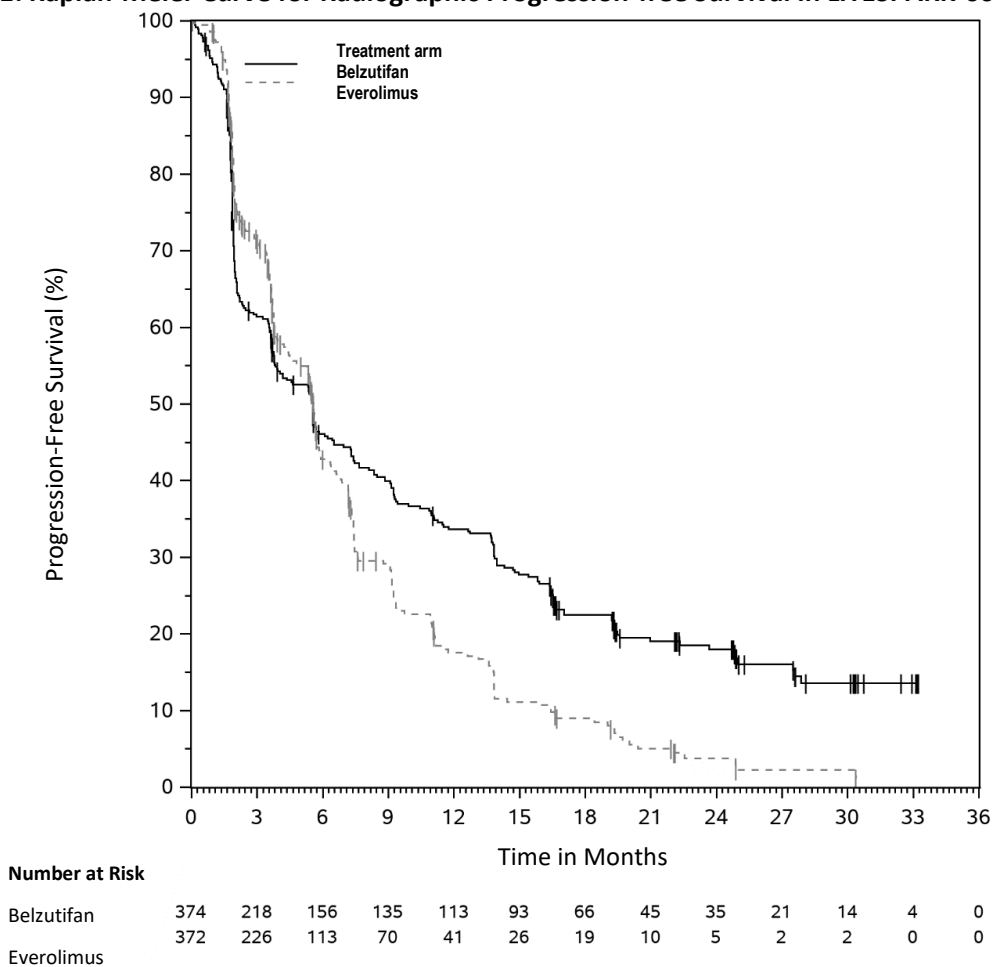 Treatment arm
Belzutifan
Everolimus
Progression-Free Survival (%)
100
90
80
70
60
50
40
30
20
10
0
0 3 6 9 12 15 18 21 24 27 30 33 36
Time in Months
Number at Risk
Belzutifan 374 218 156 135 113 93 66 45 35 21 14 4 0
Everolimus 372 226 113 70 41 26 19 10 5 2 2 0 0